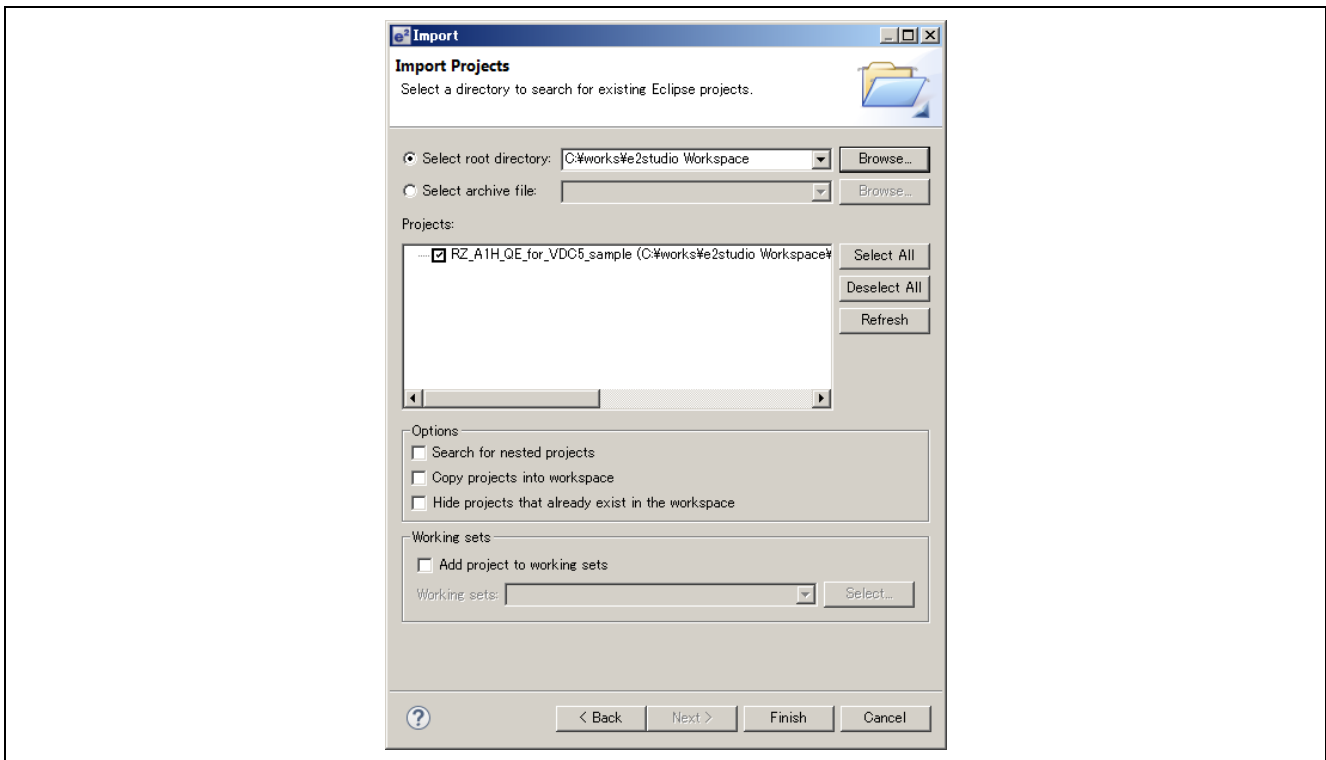 e² Import
Import Projects
Select a directory to search for existing Eclipse projects.
Select root directory: C:¥works¥e2studio Workspace Browse...
Select archive file: Browse...
Projects:
RZ_A1H_QE_for_VDC5_sample (C:¥works¥e2studio Workspace¥ Select All
Deselect All
Refresh
Options
Search for nested projects
Copy projects into workspace
Hide projects that already exist in the workspace
Working sets
Add project to working sets
Working sets: Select...
? < Back Next > Finish Cancel